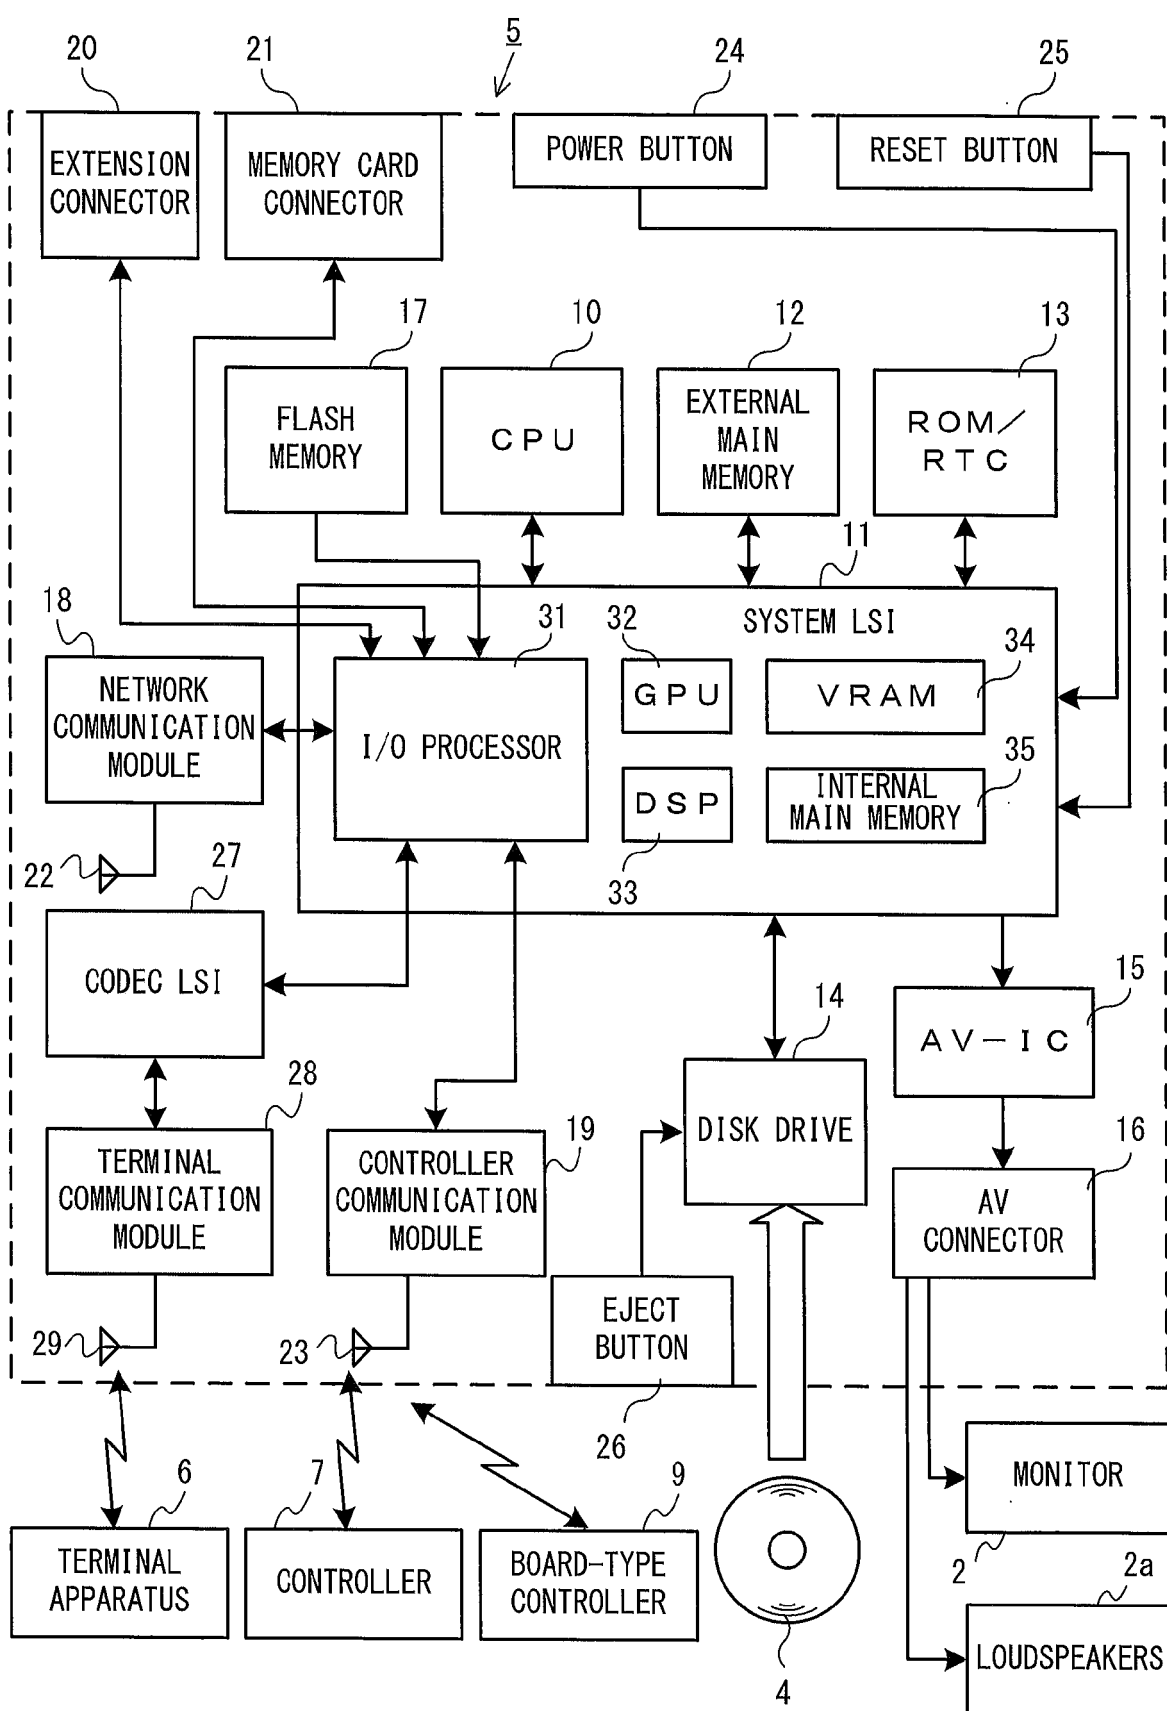 5
20
21
24
25
EXTENSION
CONNECTOR
MEMORY CARD
CONNECTOR
POWER BUTTON
RESET BUTTON
17
10
12
13
FLASH
MEMORY
CPU
EXTERNAL
MAIN
MEMORY
ROM/
RTC
11
SYSTEM LSI
18
31
32
34
NETWORK
COMMUNICATION
MODULE
I/O PROCESSOR
GPU
VRAM
35
DSP
INTERNAL
MAIN MEMORY
22
27
33
CODEC LSI
14
15
AV-IC
28
19
16
TERMINAL
COMMUNICATION
MODULE
CONTROLLER
COMMUNICATION
MODULE
DISK DRIVE
AV
CONNECTOR
29
23
EJECT
BUTTON
26
6
7
9
MONITOR
TERMINAL
APPARATUS
CONTROLLER
BOARD-TYPE
CONTROLLER
2
2a
LOUDSPEAKERS
4